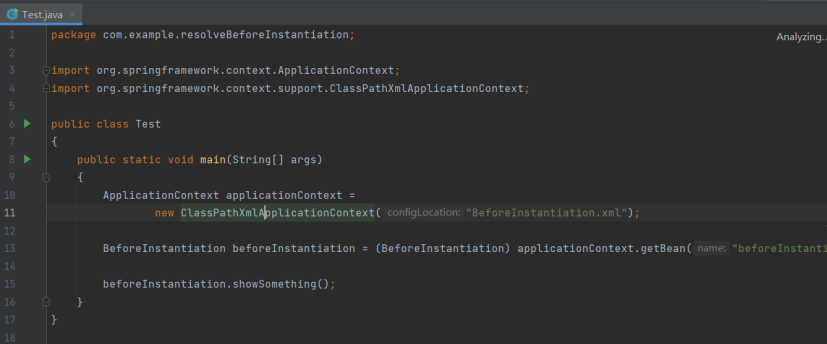 Test.java
Analyzing...
1 package com.example.resolveBeforeInstantiation;
2
3 import org.springframework.context.ApplicationContext;
4 import org.springframework.context.support.ClassPathXmlApplicationContext;
5
6 public class Test
7 {
8 public static void main(String[] args)
9 {
10 ApplicationContext applicationContext =
11 new ClassPathXmlApplicationContext( configLocation: "BeforeInstantiation.xml");
12
13 BeforeInstantiation beforeInstantiation = (BeforeInstantiation) applicationContext.getBean( name: "beforeInstanti
14
15 beforeInstantiation.showSomething();
16 }
17 }
18